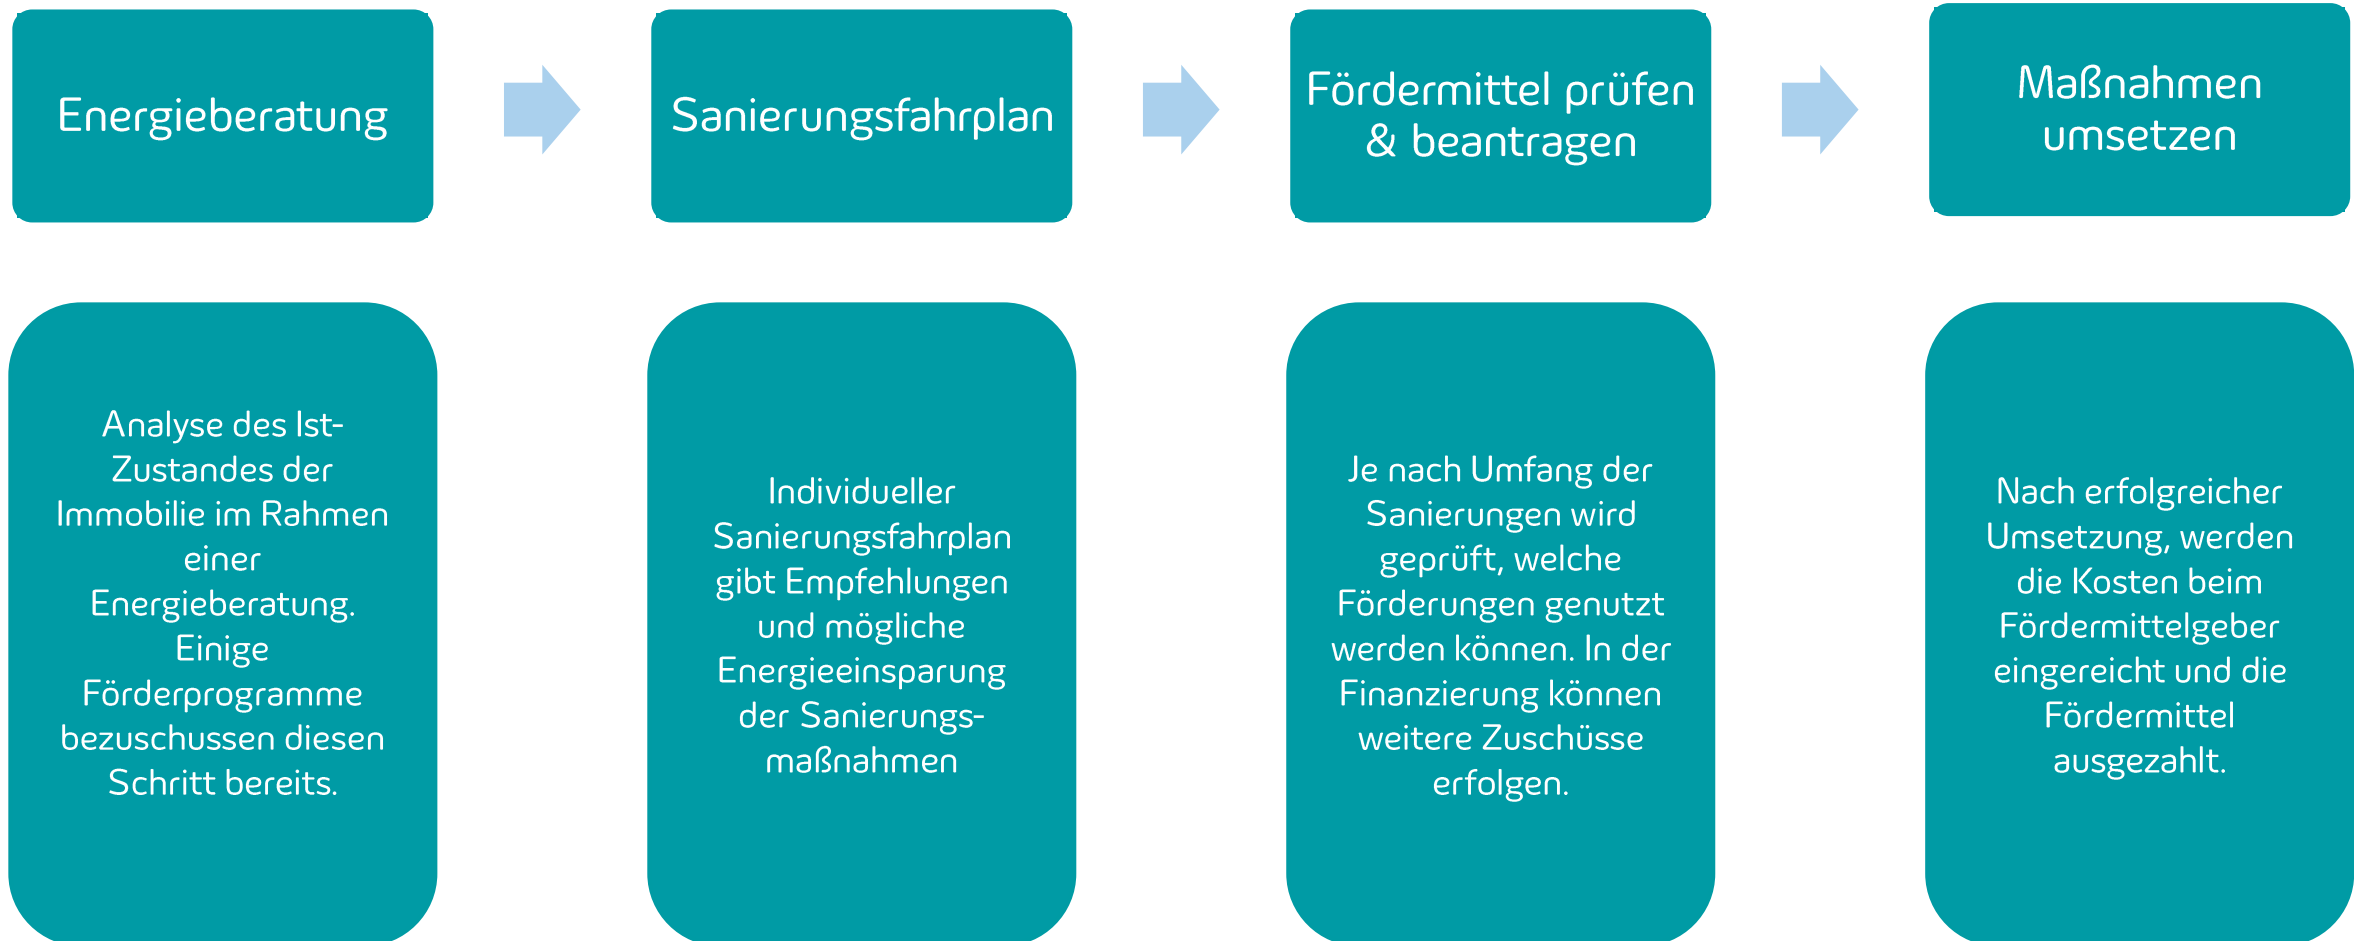 Energieberatung
Sanierungsfahrplan
Fördermittel prüfen
& beantragen
Maßnahmen
umsetzen
Analyse des Ist-
Zustandes der
Immobilie im Rahmen
einer
Energieberatung.
Einige
Förderprogramme
bezuschussen diesen
Schritt bereits.
Individueller
Sanierungsfahrplan
gibt Empfehlungen
und mögliche
Energieeinsparung
der Sanierungs-
maßnahmen
Je nach Umfang der
Sanierungen wird
geprüft, welche
Förderungen genutzt
werden können. In der
Finanzierung können
weitere Zuschüsse
erfolgen.
Nach erfolgreicher
Umsetzung, werden
die Kosten beim
Fördermittelgeber
eingereicht und die
Fördermittel
ausgezahlt.